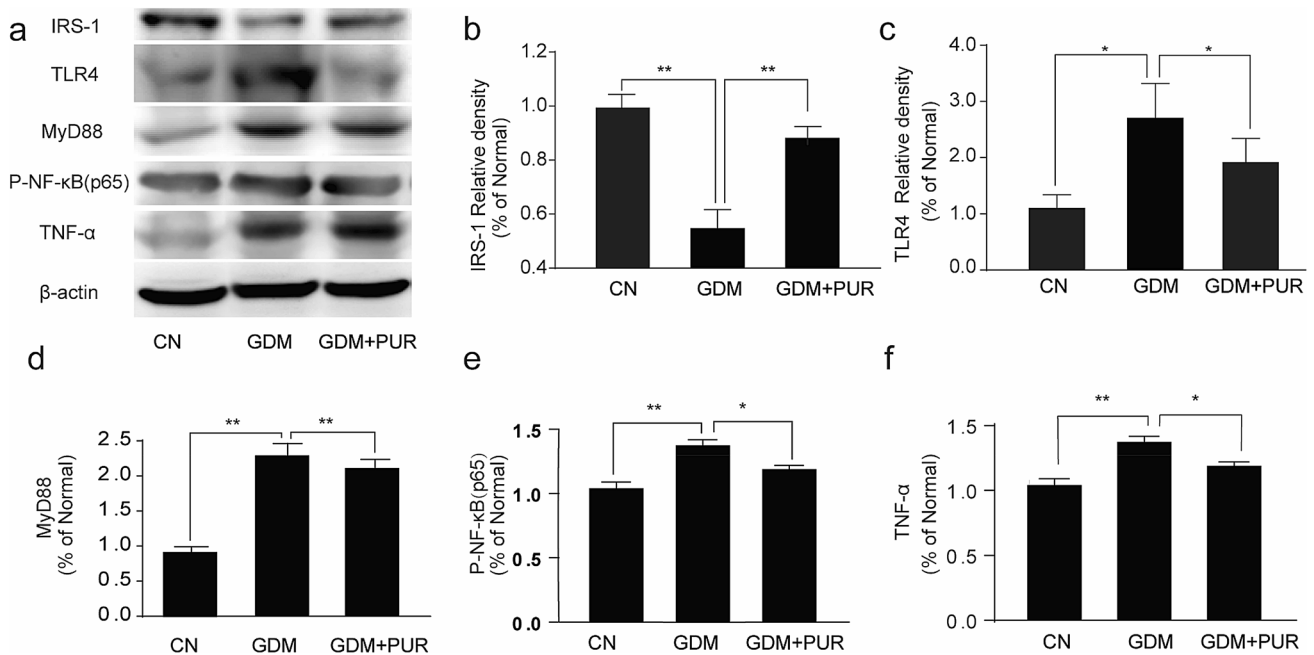 a
IRS-1
TLR4
MyD88
P-NF-κB(p65)
TNF-α
β-actin
CN GDM GDM+PUR
b
IRS-1 Relative density
(% of Normal)
1.2
1.0
0.8
0.6
0.4
** **
CN GDM GDM+PUR
c
TLR4 Relative density
(% of Normal)
4.0
3.0
2.0
1.0
0.0
* *
CN GDM GDM+PUR
d
MyD88
(% of Normal)
2.5
2.0
1.5
1.0
0.5
0.0
** **
CN GDM GDM+PUR
e
P-NF-κB(p65)
(% of Normal)
1.5
1.0
0.5
0.0
** *
CN GDM GDM+PUR
f
TNF-α
(% of Normal)
1.5
1.0
0.5
0.0
** *
CN GDM GDM+PUR